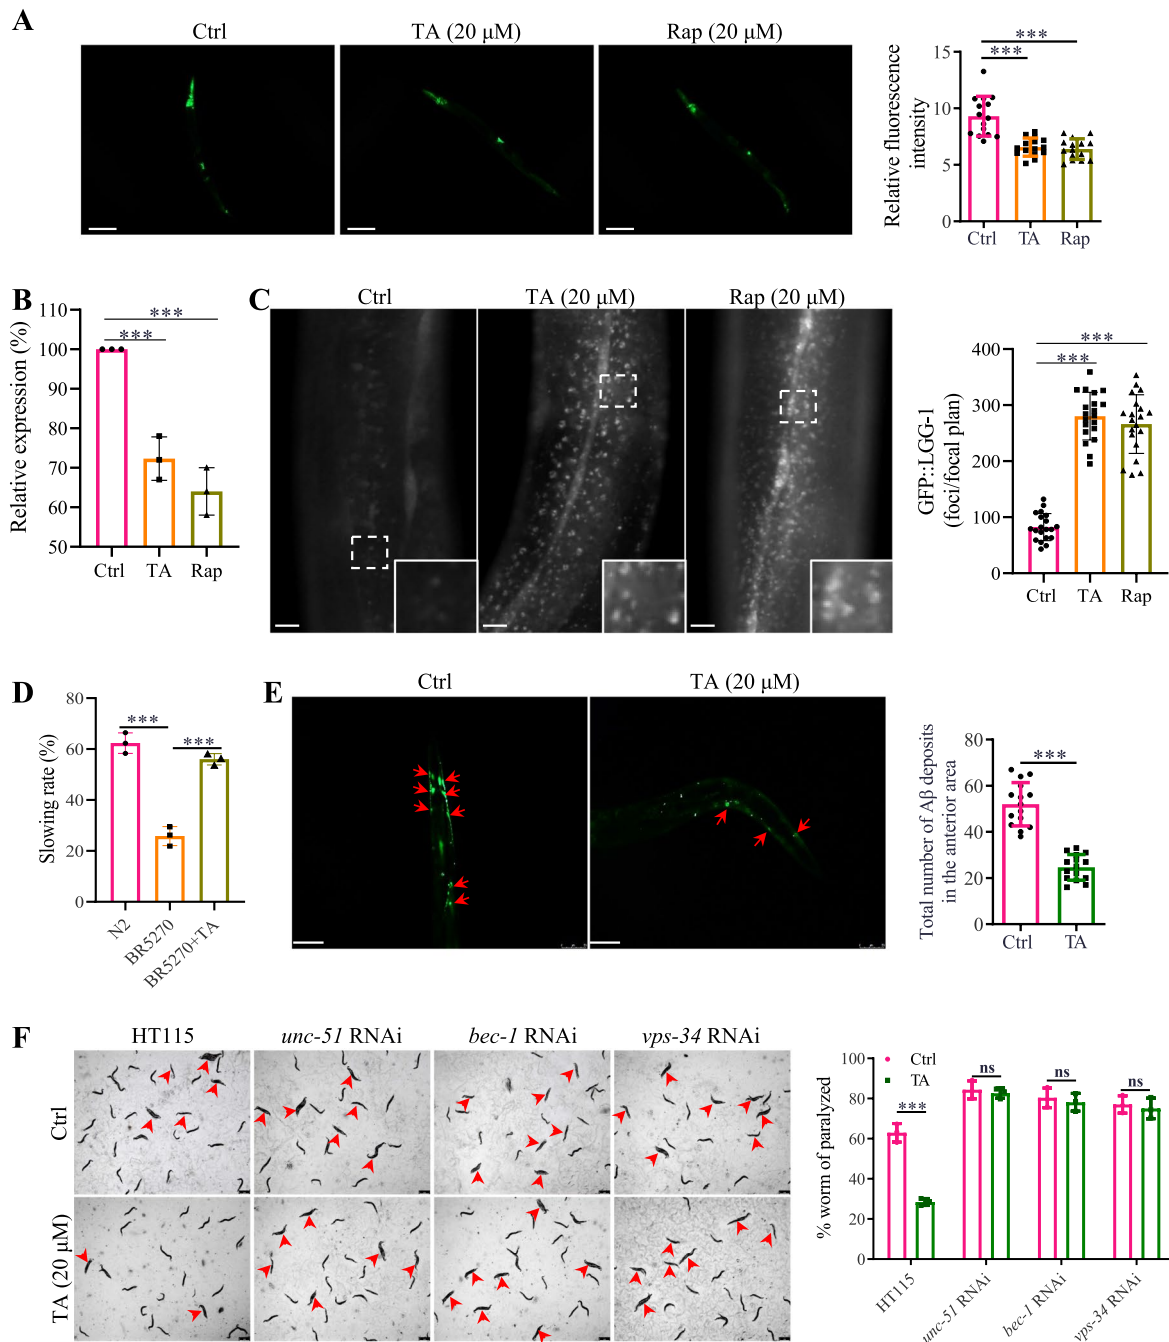 A
Ctrl
TA (20 μM)
Rap (20 μM)
Relative fluorescence
intensity
15
10
5
0
***
***
Ctrl
TA
Rap
B
Relative expression (%)
110
100
90
80
70
60
50
***
***
Ctrl
TA
Rap
C
Ctrl
TA (20 μM)
Rap (20 μM)
GFP::LGG-1
(foci/focal plan)
400
300
200
100
0
***
***
Ctrl
TA
Rap
D
Slowing rate (%)
80
60
40
20
0
***
***
N2
BR5270
BR5270+TA
E
Ctrl
TA (20 μM)
Total number of Aβ deposits
in the anterior area
80
60
40
20
0
***
Ctrl
TA
F
HT115
unc-51 RNAi
bec-1 RNAi
vps-34 RNAi
Ctrl
TA (20 μM)
% worm of paralyzed
100
80
60
40
20
0
Ctrl
TA
***
ns
ns
ns
HT115
unc-51 RNAi
bec-1 RNAi
vps-34 RNAi